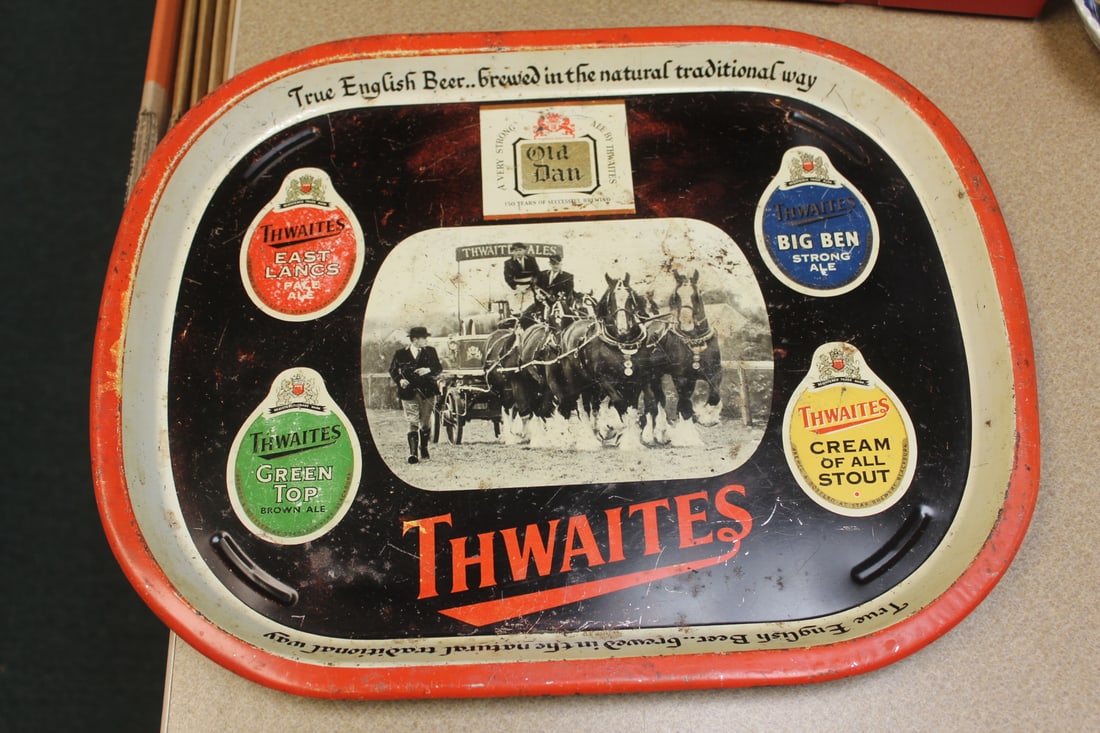 True English Beer..brewed in the natural traditional way
A VERY STRONG
Old
Dan
ALE BY THWAITES
150 YEARS OF SUCCESSFUL BREWING
THWAITES
EAST
LANCS
PALE
ALE
THWAITES
BIG BEN
STRONG
ALE
THWAITES ALES
THWAITES
GREEN
TOP
BROWN ALE
THWAITES
CREAM
OF ALL
STOUT
THWAITES
True English Beer..brewed in the natural traditional way